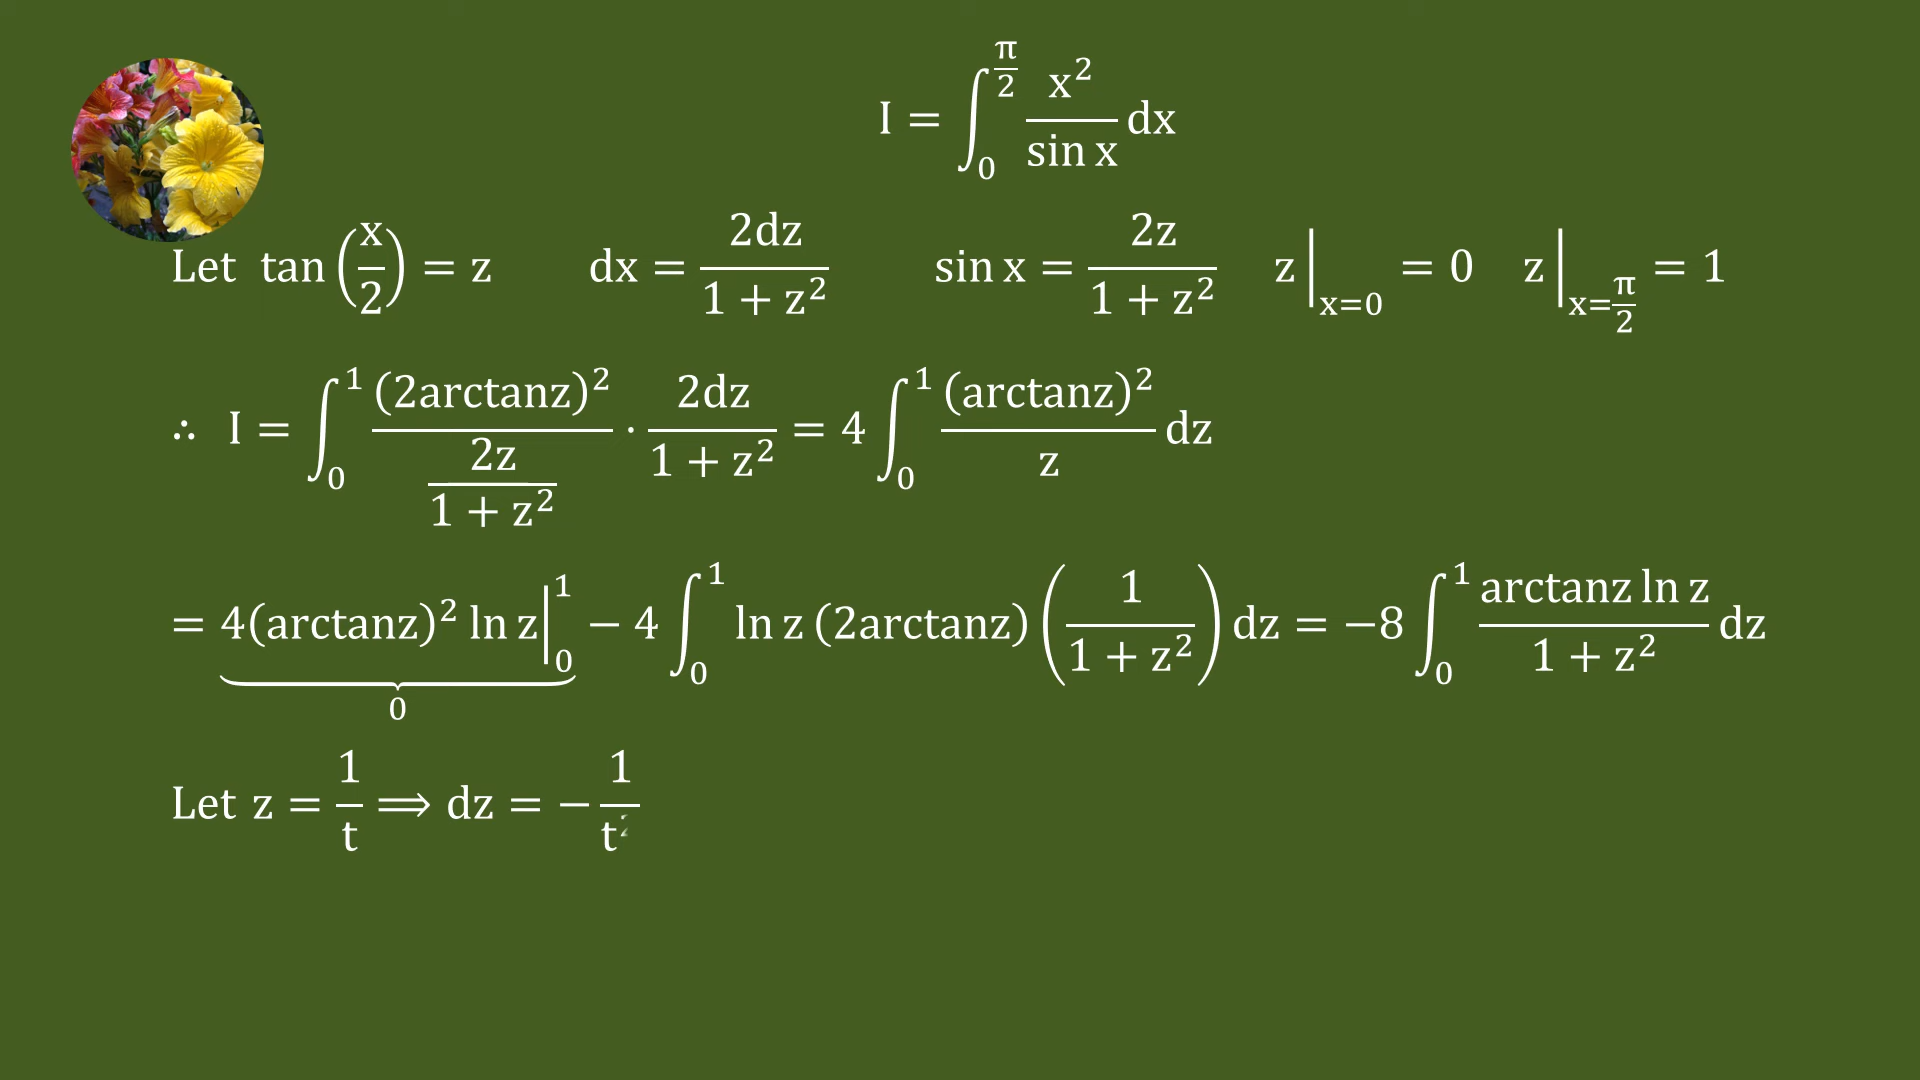 I = ∫₀^(π/2) x²/(sin x) dx
Let tan(x/2) = z dx = 2dz/(1 + z²) sin x = 2z/(1 + z²) z|ₓ₌₀ = 0 z|_(x=π/2) = 1
∴ I = ∫₀¹ (2arctanz)²/(2z/(1 + z²)) · 2dz/(1 + z²) = 4 ∫₀¹ (arctanz)²/z dz
= 4(arctanz)² ln z|₀¹ − 4 ∫₀¹ ln z (2arctanz) (1/(1 + z²)) dz = −8 ∫₀¹ (arctanz ln z)/(1 + z²) dz
0
Let z = 1/t ⟹ dz = − 1/t²